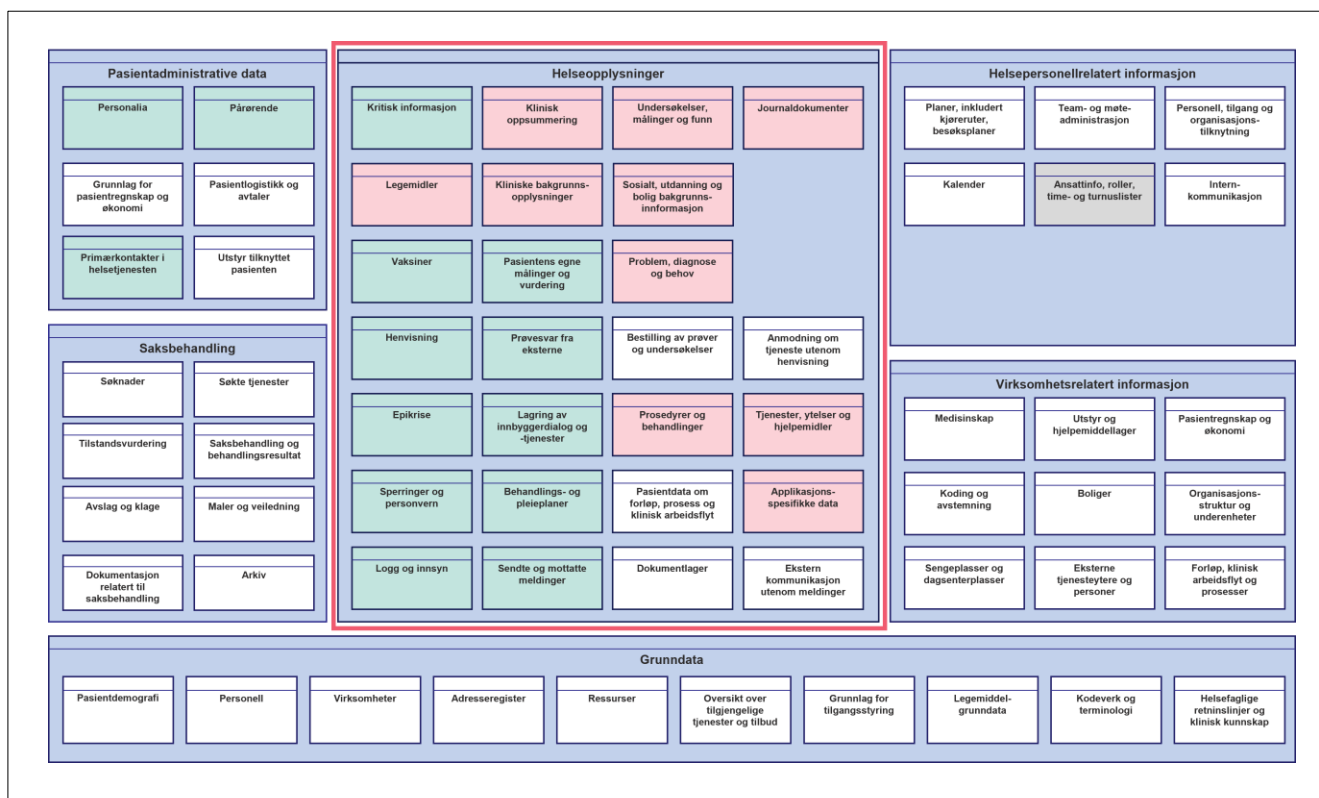 Pasientadministrative data
Personalia
Pårørende
Grunnlag for
pasientregnskap og
økonomi
Pasientlogistikk og
avtaler
Primærkontakter i
helsetjenesten
Utstyr tilknyttet
pasienten
Saksbehandling
Søknader
Søkte tjenester
Tilstandsvurdering
Saksbehandling og
behandlingsresultat
Avslag og klage
Maler og veiledning
Dokumentasjon
relatert til
saksbehandling
Arkiv
Helseopplysninger
Kritisk informasjon
Klinisk
oppsummering
Undersøkelser,
målinger og funn
Journaldokumenter
Legemidler
Kliniske bakgrunns-
opplysninger
Sosialt, utdanning og
bolig bakgrunns-
innformasjon
Vaksiner
Pasientens egne
målinger og
vurdering
Problem, diagnose
og behov
Henvisning
Prøvesvar fra
eksterne
Bestilling av prøver
og undersøkelser
Anmodning om
tjeneste utenom
henvisning
Epikrise
Lagring av
innbyggerdialog og
-tjenester
Prosedyrer og
behandlinger
Tjenester, ytelser og
hjelpemidler
Sperringer og
personvern
Behandlings- og
pleieplaner
Pasientdata om
forløp, prosess og
klinisk arbeidsflyt
Applikasjons-
spesifikke data
Logg og innsyn
Sendte og mottatte
meldinger
Dokumentlager
Ekstern
kommunikasjon
utenom meldinger
Helsepersonellrelatert informasjon
Planer, inkludert
kjøreruter,
besøksplaner
Team- og møte-
administrasjon
Personell, tilgang og
organisasjons-
tilknytning
Kalender
Ansattinfo, roller,
time- og turnuslister
Intern-
kommunikasjon
Virksomhetsrelatert informasjon
Medisinskap
Utstyr og
hjelpemiddellager
Pasientregnskap og
økonomi
Koding og
avstemning
Boliger
Organisasjons-
struktur og
underenheter
Sengeplasser og
dagsenterplasser
Eksterne
tjenesteytere og
personer
Forløp, klinisk
arbeidsflyt og
prosesser
Grunndata
Pasientdemografi
Personell
Virksomheter
Adresseregister
Ressurser
Oversikt over
tilgjengelige
tjenester og tilbud
Grunnlag for
tilgangsstyring
Legemiddel-
grunndata
Kodeverk og
terminologi
Helsefaglige
retninslinjer og
klinisk kunnskap